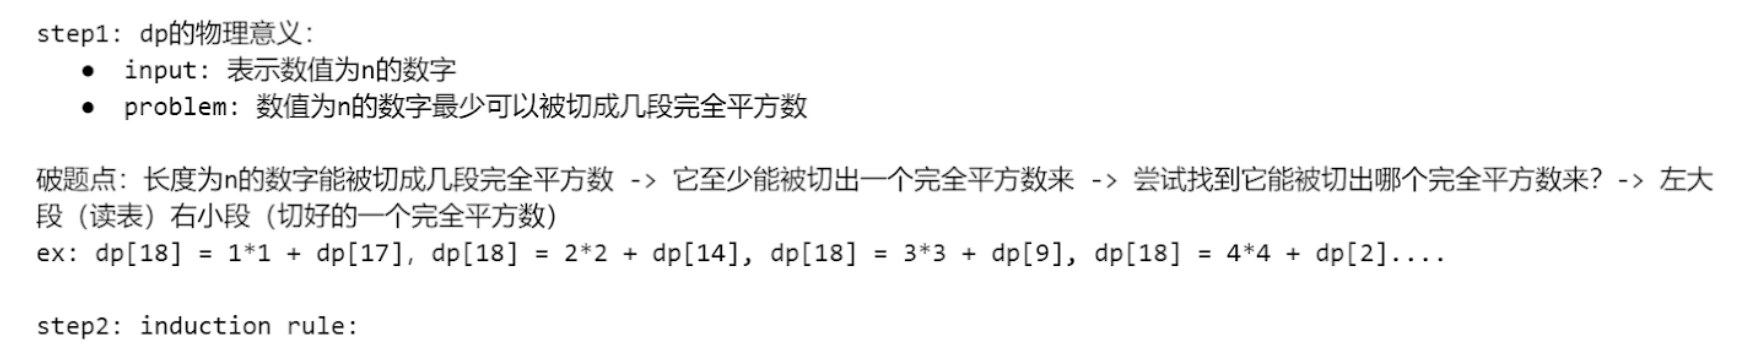 step1: dp的物理意义：
● input: 表示数值为n的数字
● problem: 数值为n的数字最少可以被切成几段完全平方数
破题点：长度为n的数字能被切成几段完全平方数 -> 它至少能被切出一个完全平方数来 -> 尝试找到它能被切出哪个完全平方数来？-> 左大
段（读表）右小段（切好的一个完全平方数）
ex: dp[18] = 1*1 + dp[17], dp[18] = 2*2 + dp[14], dp[18] = 3*3 + dp[9], dp[18] = 4*4 + dp[2]....
step2: induction rule: